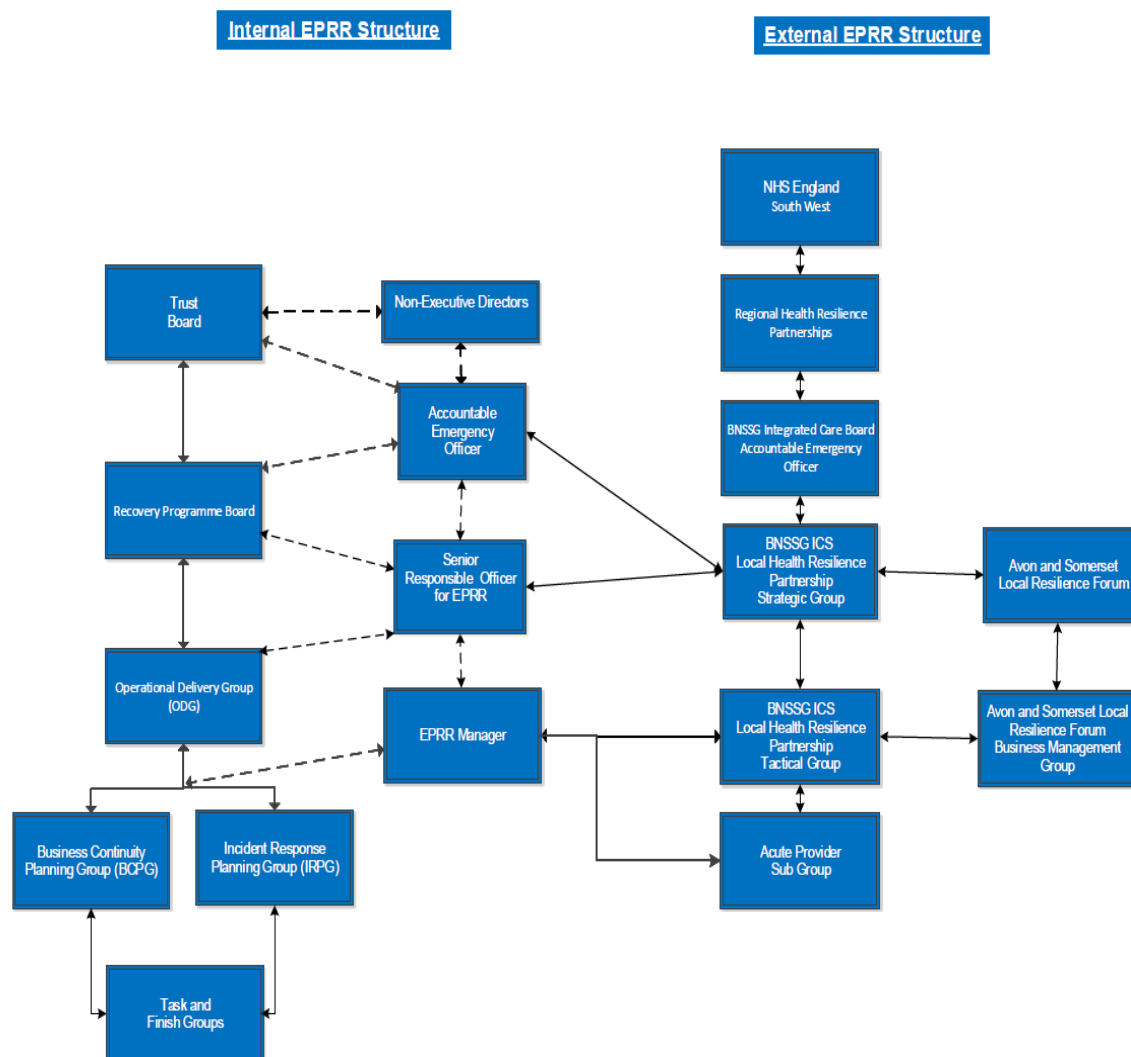 Internal EPRR Structure
External EPRR Structure
NHS England
South West
Trust
Board
Non-Executive Directors
Regional Health Resilience
Partnerships
Accountable
Emergency
Officer
BNSSG Integrated Care Board
Accountable Emergency
Officer
Recovery Programme Board
Senior
Responsible Officer
for EPRR
BNSSG ICS
Local Health Resilience
Partnership
Strategic Group
Avon and Somerset
Local Resilience Forum
Operational Delivery Group
(ODG)
EPRR Manager
BNSSG ICS
Local Health Resilience
Partnership
Tactical Group
Avon and Somerset Local
Resilience Forum
Business Management
Group
Business Continuity
Planning Group (BCPG)
Incident Response
Planning Group (IRPG)
Acute Provider
Sub Group
Task and
Finish Groups